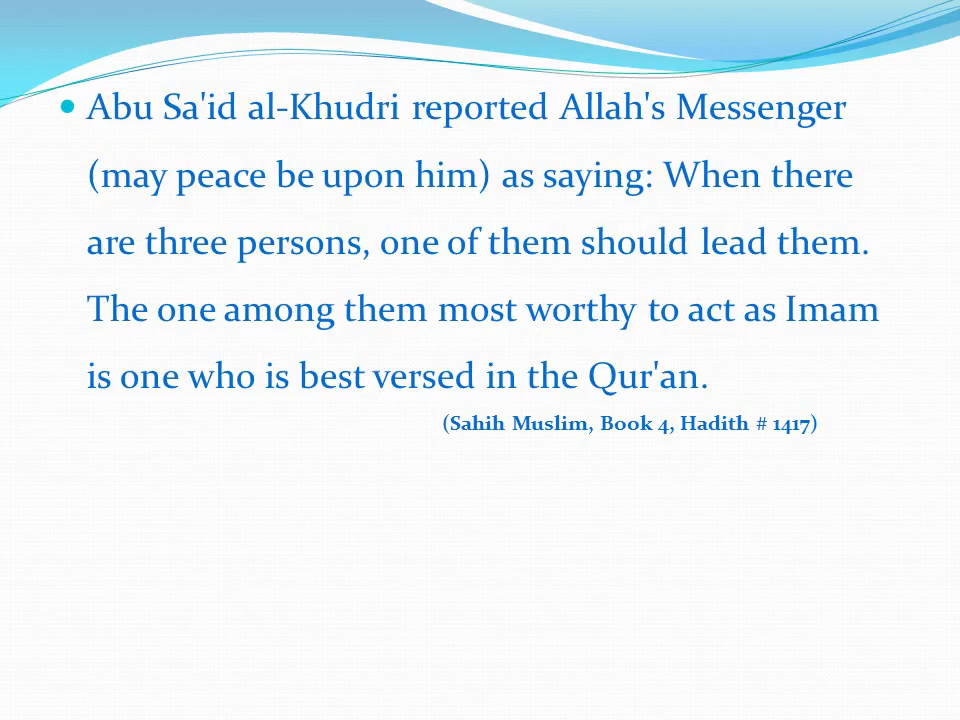 • Abu Sa'id al-Khudri reported Allah's Messenger
(may peace be upon him) as saying: When there
are three persons, one of them should lead them.
The one among them most worthy to act as Imam
is one who is best versed in the Qur'an.
(Sahih Muslim, Book 4, Hadith # 1417)